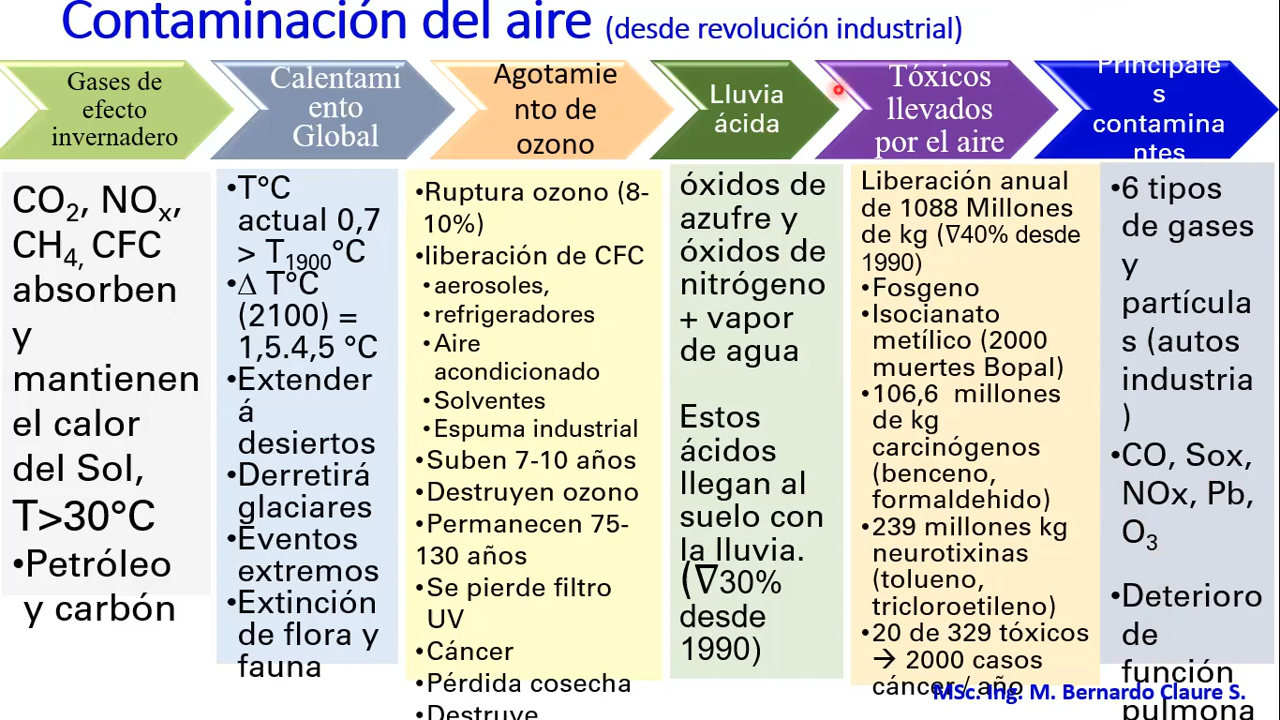 Contaminación del aire (desde revolución industrial)
Gases de
efecto
invernadero
CO2, NOx,
CH4, CFC
absorben
y
mantienen
el calor
del Sol,
T>30°C
•Petróleo
y carbón
Calentami
ento
Global
•T°C
actual 0,7
> T1900°C
•∆ T°C
(2100) =
1,5.4,5 °C
•Extender
á
desiertos
•Derretirá
glaciares
•Eventos
extremos
•Extinción
de flora y
fauna
Agotamie
nto de
ozono
•Ruptura ozono (8-
10%)
•liberación de CFC
•aerosoles,
•refrigeradores
•Aire
acondicionado
•Solventes
•Espuma industrial
•Suben 7-10 años
•Destruyen ozono
•Permanecen 75-
130 años
•Se pierde filtro
UV
•Cáncer
•Pérdida cosecha
•Destruye
Lluvia
ácida
óxidos de
azufre y
óxidos de
nitrógeno
+ vapor
de agua
Estos
ácidos
llegan al
suelo con
la lluvia.
(∇30%
desde
1990)
Tóxicos
llevados
por el aire
Liberación anual
de 1088 Millones
de kg (∇40% desde
1990)
•Fosgeno
•Isocianato
metílico (2000
muertes Bopal)
•106,6 millones
de kg
carcinógenos
(benceno,
formaldehido)
•239 millones kg
neurotixinas
(tolueno,
tricloroetileno)
•20 de 329 tóxicos
→ 2000 casos
cáncer / año
Principale
s
contamina
ntes
•6 tipos
de gases
y
partícula
s (autos
industria
)
•CO, Sox,
NOx, Pb,
O3
•Deterioro
de
función
pulmona
MSc. Ing. M. Bernardo Claure S.